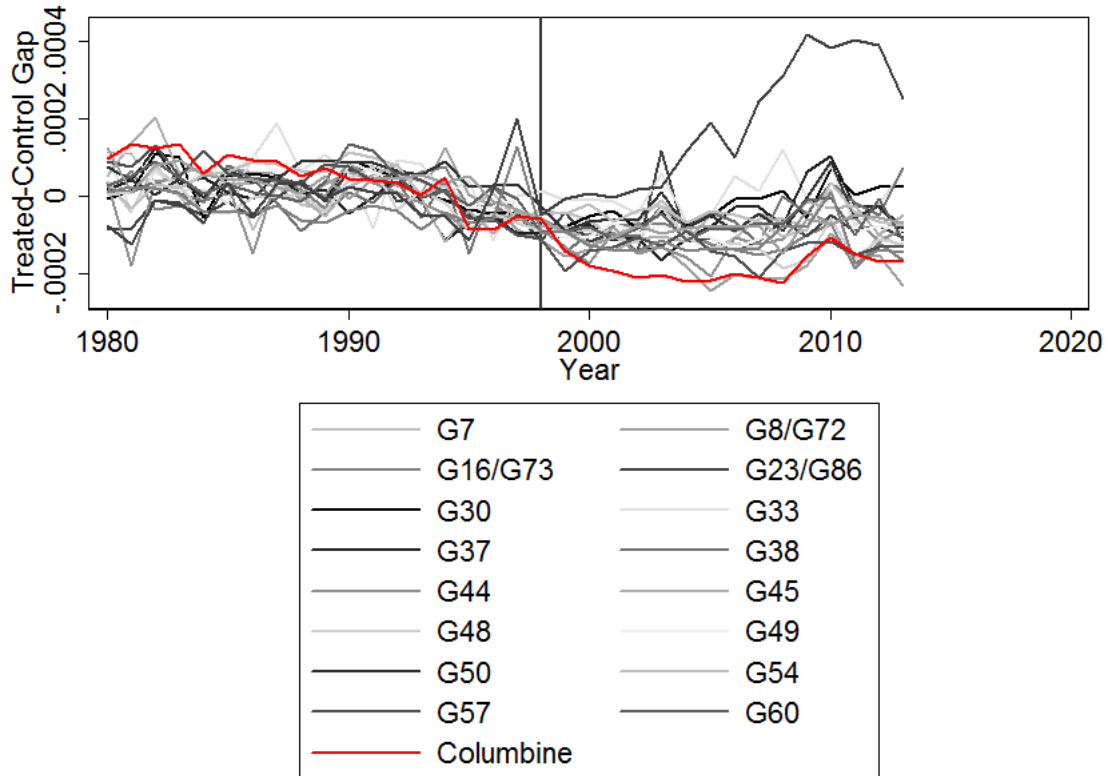 Treated-Control Gap
.0004
.0002
0
-.0002
1980 1990 2000 2010 2020
Year
G7 G8/G72
G16/G73 G23/G86
G30 G33
G37 G38
G44 G45
G48 G49
G50 G54
G57 G60
Columbine